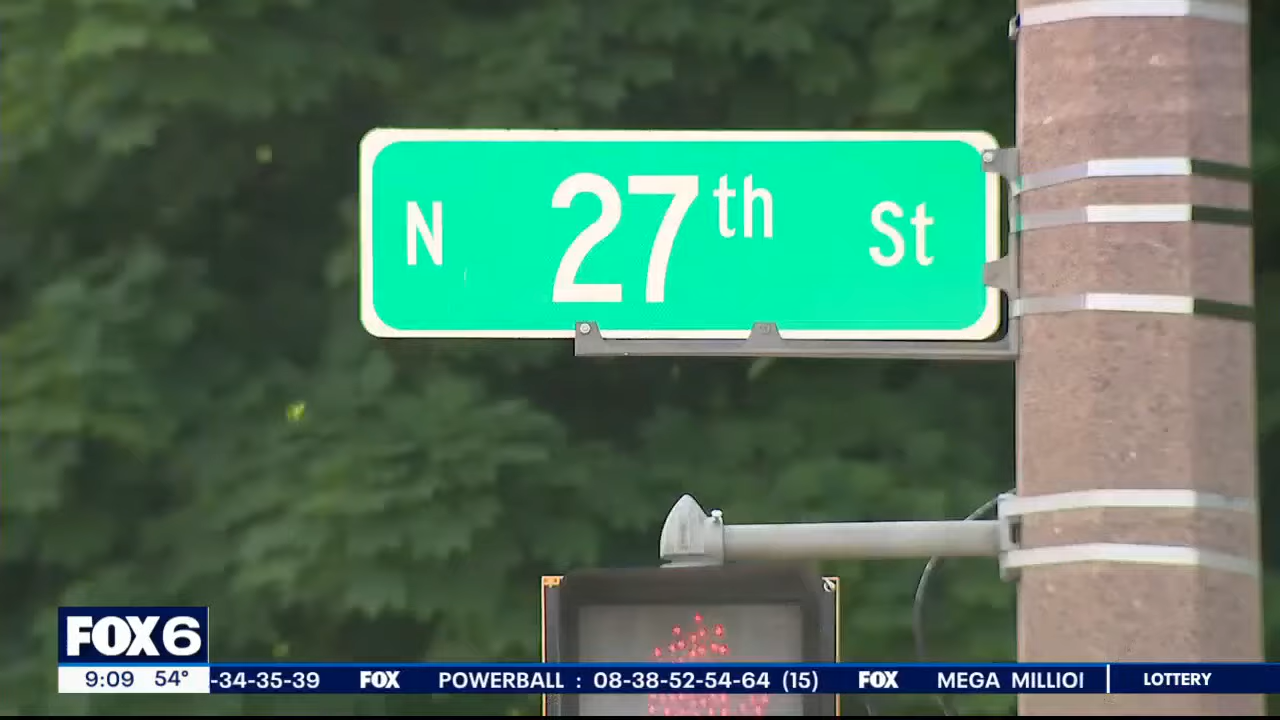 N 27th St
FOX6
9:09 54° -34-35-39 FOX POWERBALL : 08-38-52-54-64 (15) FOX MEGA MILLIO LOTTERY